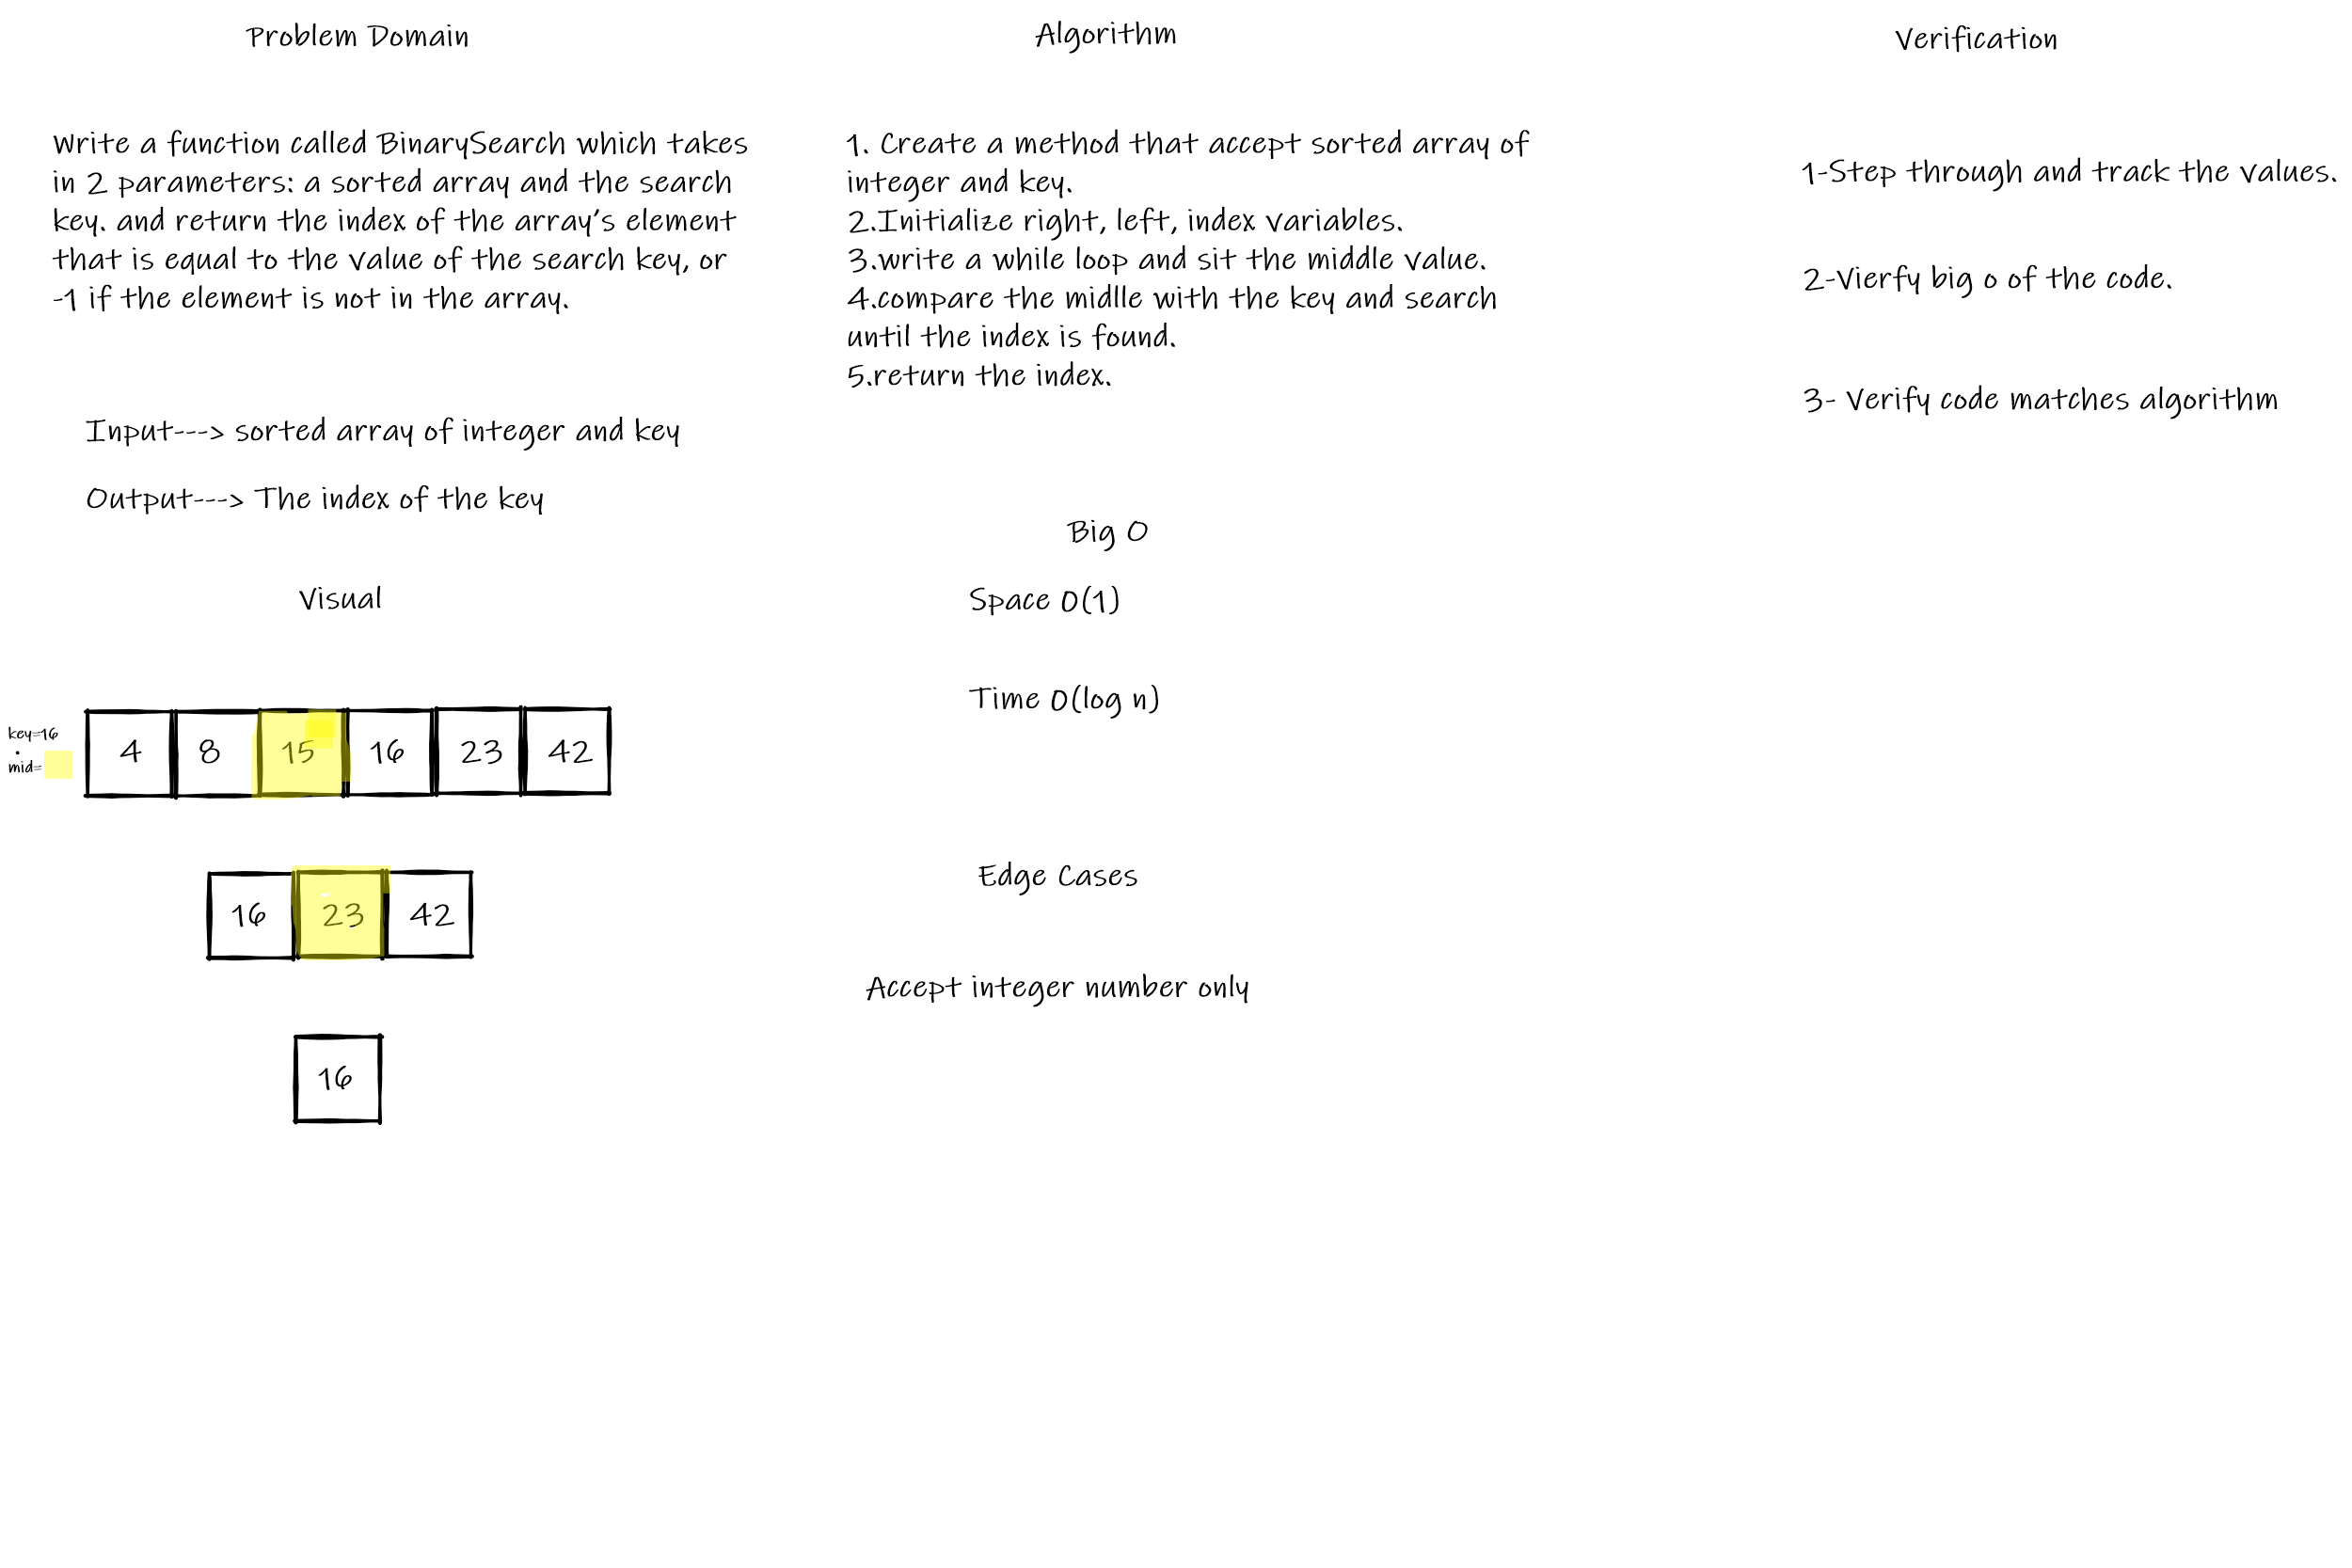 Problem Domain
Write a function called BinarySearch which takes
in 2 parameters: a sorted array and the search
key. and return the index of the array's element
that is equal to the value of the search key, or
-1 if the element is not in the array.
Input---> sorted array of integer and key
Output---> The index of the key
Visual
key=16
mid=
4 8 15 16 23 42
16 23 42
16
Algorithm
1. Create a method that accept sorted array of
integer and key.
2.Initialize right, left, index variables.
3.write a while loop and sit the middle value.
4.compare the midlle with the key and search
until the index is found.
5.return the index.
Big O
Space O(1)
Time O(log n)
Edge Cases
Accept integer number only
Verification
1-Step through and track the values.
2-Vierfy big o of the code.
3- Verify code matches algorithm